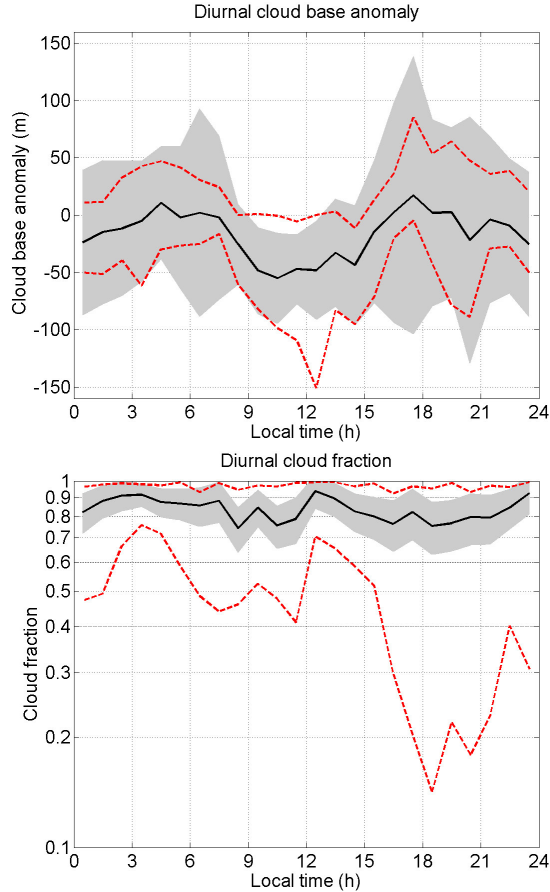 Diurnal cloud base anomaly
Cloud base anomaly (m)
150
100
50
0
-50
-100
-150
0 3 6 9 12 15 18 21 24
Local time (h)
Diurnal cloud fraction
Cloud fraction
1
0.9
0.8
0.7
0.6
0.5
0.4
0.3
0.2
0.1
0 3 6 9 12 15 18 21 24
Local time (h)